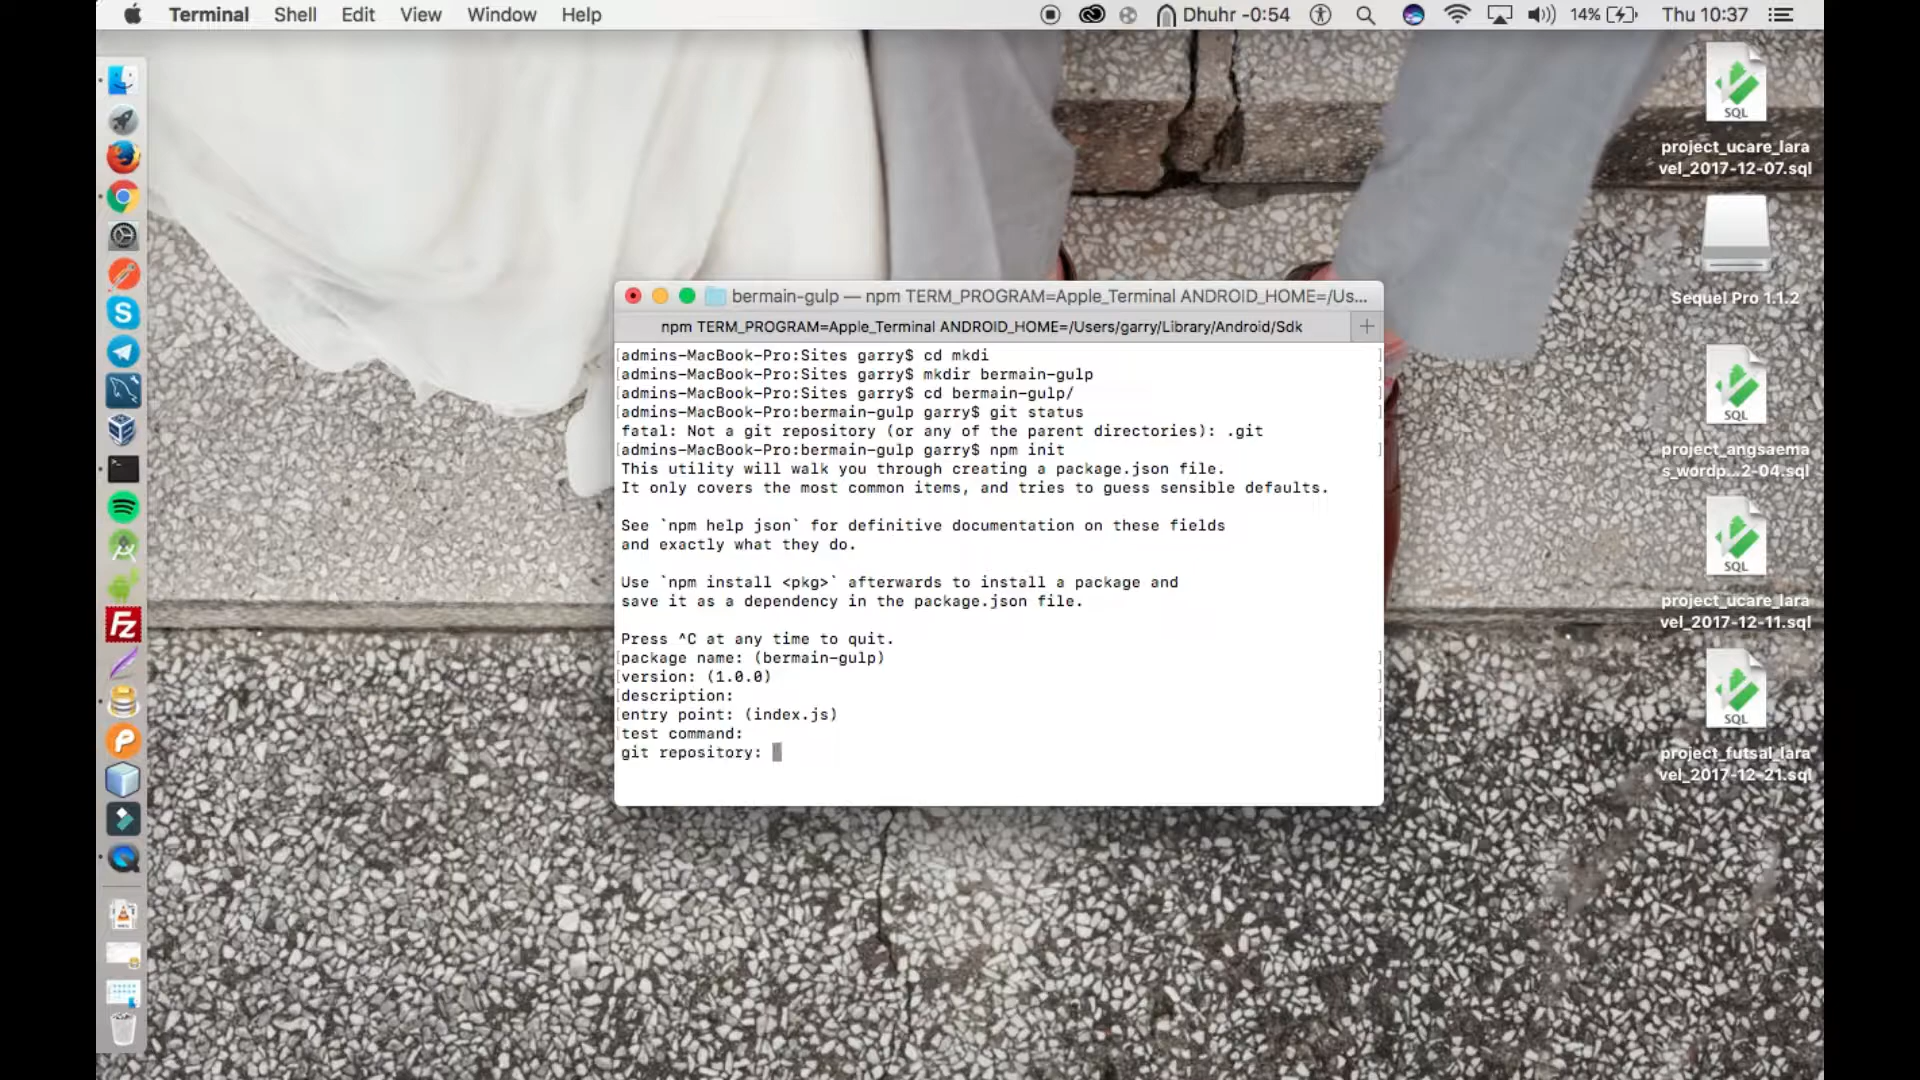 Terminal Shell Edit View Window Help Dhuhr -0:54 14% Thu 10:37
bermain-gulp — npm TERM_PROGRAM=Apple_Terminal ANDROID_HOME=/Us...
npm TERM_PROGRAM=Apple_Terminal ANDROID_HOME=/Users/garry/Library/Android/Sdk
[admins-MacBook-Pro:Sites garry$ cd mkdi ]
[admins-MacBook-Pro:Sites garry$ mkdir bermain-gulp ]
[admins-MacBook-Pro:Sites garry$ cd bermain-gulp/ ]
[admins-MacBook-Pro:bermain-gulp garry$ git status ]
fatal: Not a git repository (or any of the parent directories): .git
[admins-MacBook-Pro:bermain-gulp garry$ npm init ]
This utility will walk you through creating a package.json file.
It only covers the most common items, and tries to guess sensible defaults.
See `npm help json` for definitive documentation on these fields
and exactly what they do.
Use `npm install <pkg>` afterwards to install a package and
save it as a dependency in the package.json file.
Press ^C at any time to quit.
[package name: (bermain-gulp) ]
[version: (1.0.0) ]
[description: ]
[entry point: (index.js) ]
[test command: ]
git repository:
SQL
project_ucare_lara
vel_2017-12-07.sql
Sequel Pro 1.1.2
SQL
project_angsaema
s_wordp...2-04.sql
SQL
project_ucare_lara
vel_2017-12-11.sql
SQL
project_futsal_lara
vel_2017-12-21.sql